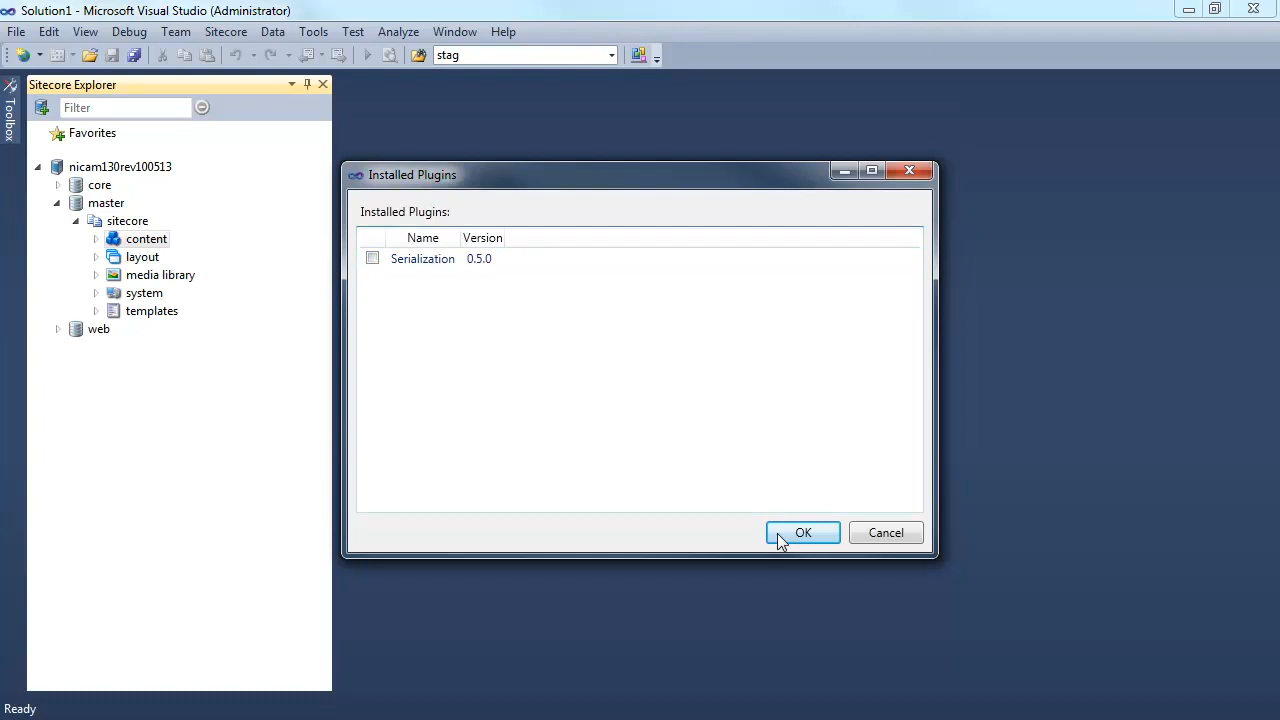 Solution1 - Microsoft Visual Studio (Administrator)
File Edit View Debug Team Sitecore Data Tools Test Analyze Window Help
stag
Toolbox
Sitecore Explorer
Filter
Favorites
nicam130rev100513
core
master
sitecore
content
layout
media library
system
templates
web
Installed Plugins
Installed Plugins:
Name Version
Serialization 0.5.0
OK Cancel
Ready